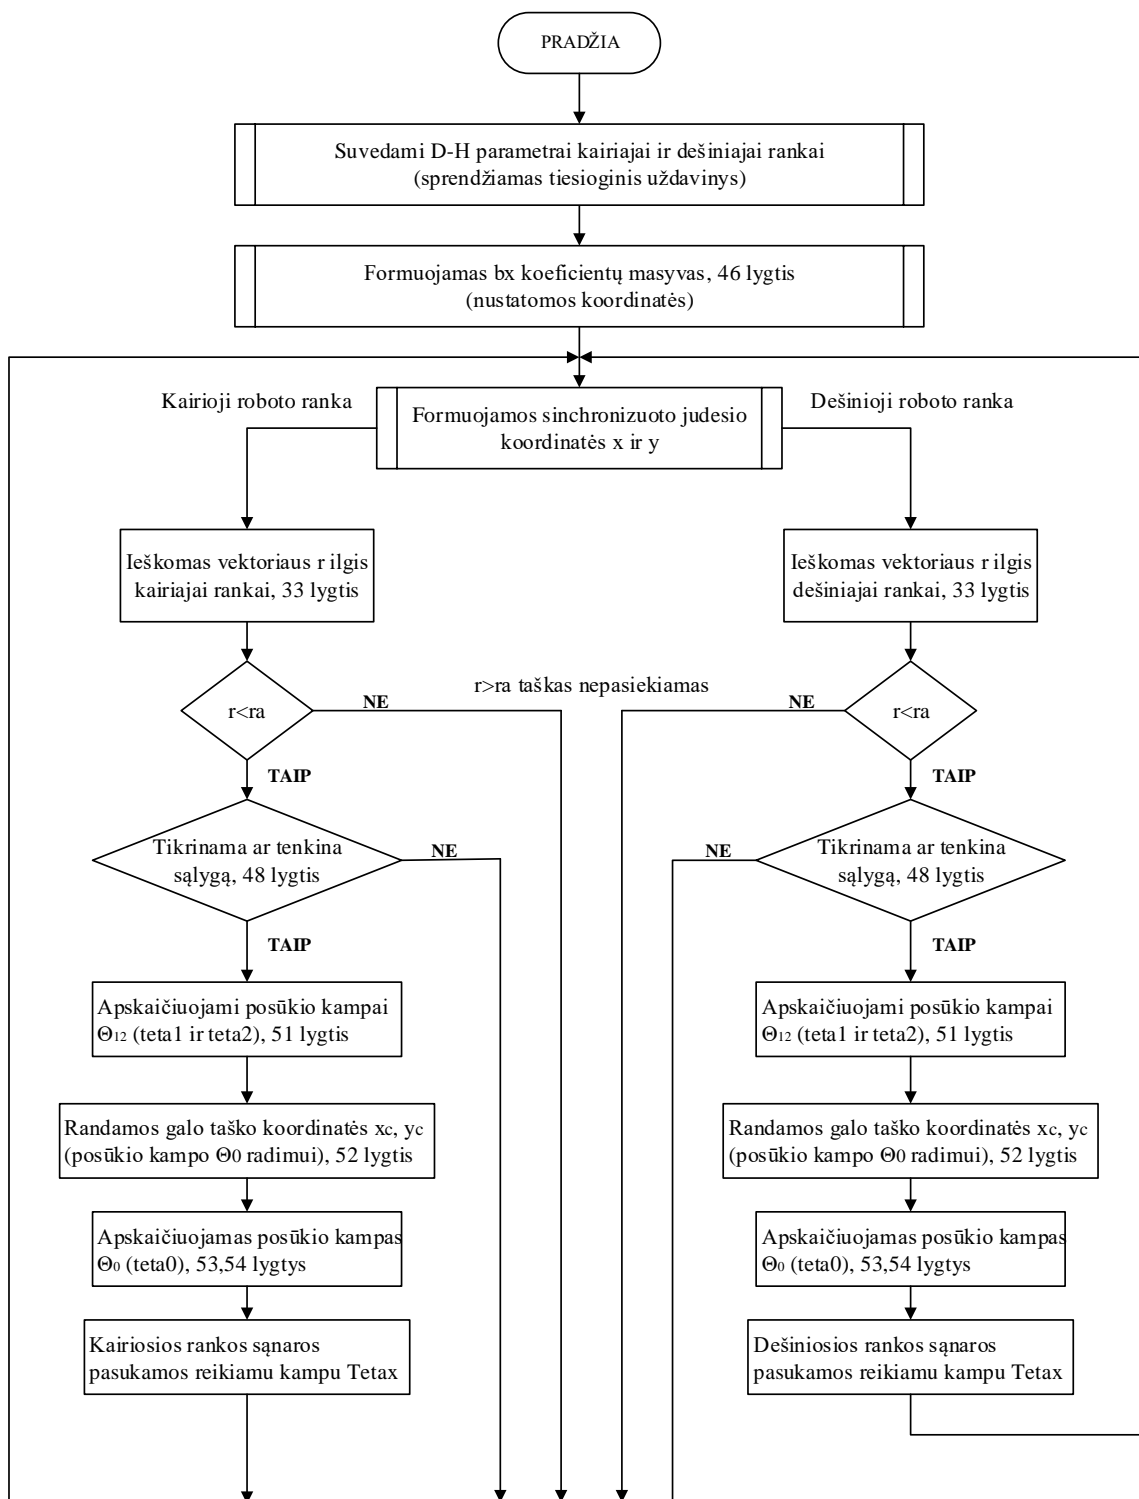 PRADŽIA
Suvedami D-H parametrai kairiajai ir dešiniajai rankai
(sprendžiamas tiesioginis uždavinys)
Formuojamas bx koeficientų masyvas, 46 lygtis
(nustatomos koordinatės)
Kairioji roboto ranka
Formuojamos sinchronizuoto judesio
koordinatės x ir y
Dešinioji roboto ranka
Ieškomas vektoriaus r ilgis
kairiajai rankai, 33 lygtis
Ieškomas vektoriaus r ilgis
dešiniajai rankai, 33 lygtis
r<ra
NE
r>ra taškas nepasiekiamas
NE
r<ra
TAIP
TAIP
Tikrinama ar tenkina
sąlygą, 48 lygtis
NE
NE
Tikrinama ar tenkina
sąlygą, 48 lygtis
TAIP
TAIP
Apskaičiuojami posūkio kampai
Θ12 (teta1 ir teta2), 51 lygtis
Apskaičiuojami posūkio kampai
Θ12 (teta1 ir teta2), 51 lygtis
Randamos galo taško koordinatės xc, yc
(posūkio kampo Θ0 radimui), 52 lygtis
Randamos galo taško koordinatės xc, yc
(posūkio kampo Θ0 radimui), 52 lygtis
Apskaičiuojamas posūkio kampas
Θ0 (teta0), 53,54 lygtys
Apskaičiuojamas posūkio kampas
Θ0 (teta0), 53,54 lygtys
Kairiosios rankos sąnaros
pasukamos reikiamu kampu Tetax
Dešiniosios rankos sąnaros
pasukamos reikiamu kampu Tetax